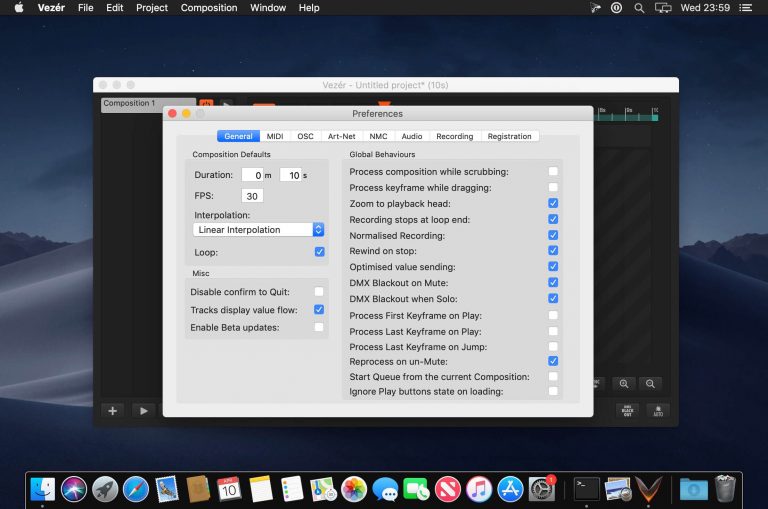 Vezér File Edit Project Composition Window Help Wed 23:59
Vezér - Untitled project* (10s)
Composition 1
8s 9s
Preferences
General MIDI OSC Art-Net NMC Audio Recording Registration
Composition Defaults
Duration: 0 m 10 s
FPS: 30
Interpolation:
Linear Interpolation
Loop:
Misc
Disable confirm to Quit:
Tracks display value flow:
Enable Beta updates:
Global Behaviours
Process composition while scrubbing:
Process keyframe while dragging:
Zoom to playback head:
Recording stops at loop end:
Normalised Recording:
Rewind on stop:
Optimised value sending:
DMX Blackout on Mute:
DMX Blackout when Solo:
Process First Keyframe on Play:
Process Last Keyframe on Play:
Process Last Keyframe on Jump:
Reprocess on un-Mute:
Start Queue from the current Composition:
Ignore Play buttons state on loading:
BLACK
OUT
AUTO
10
1